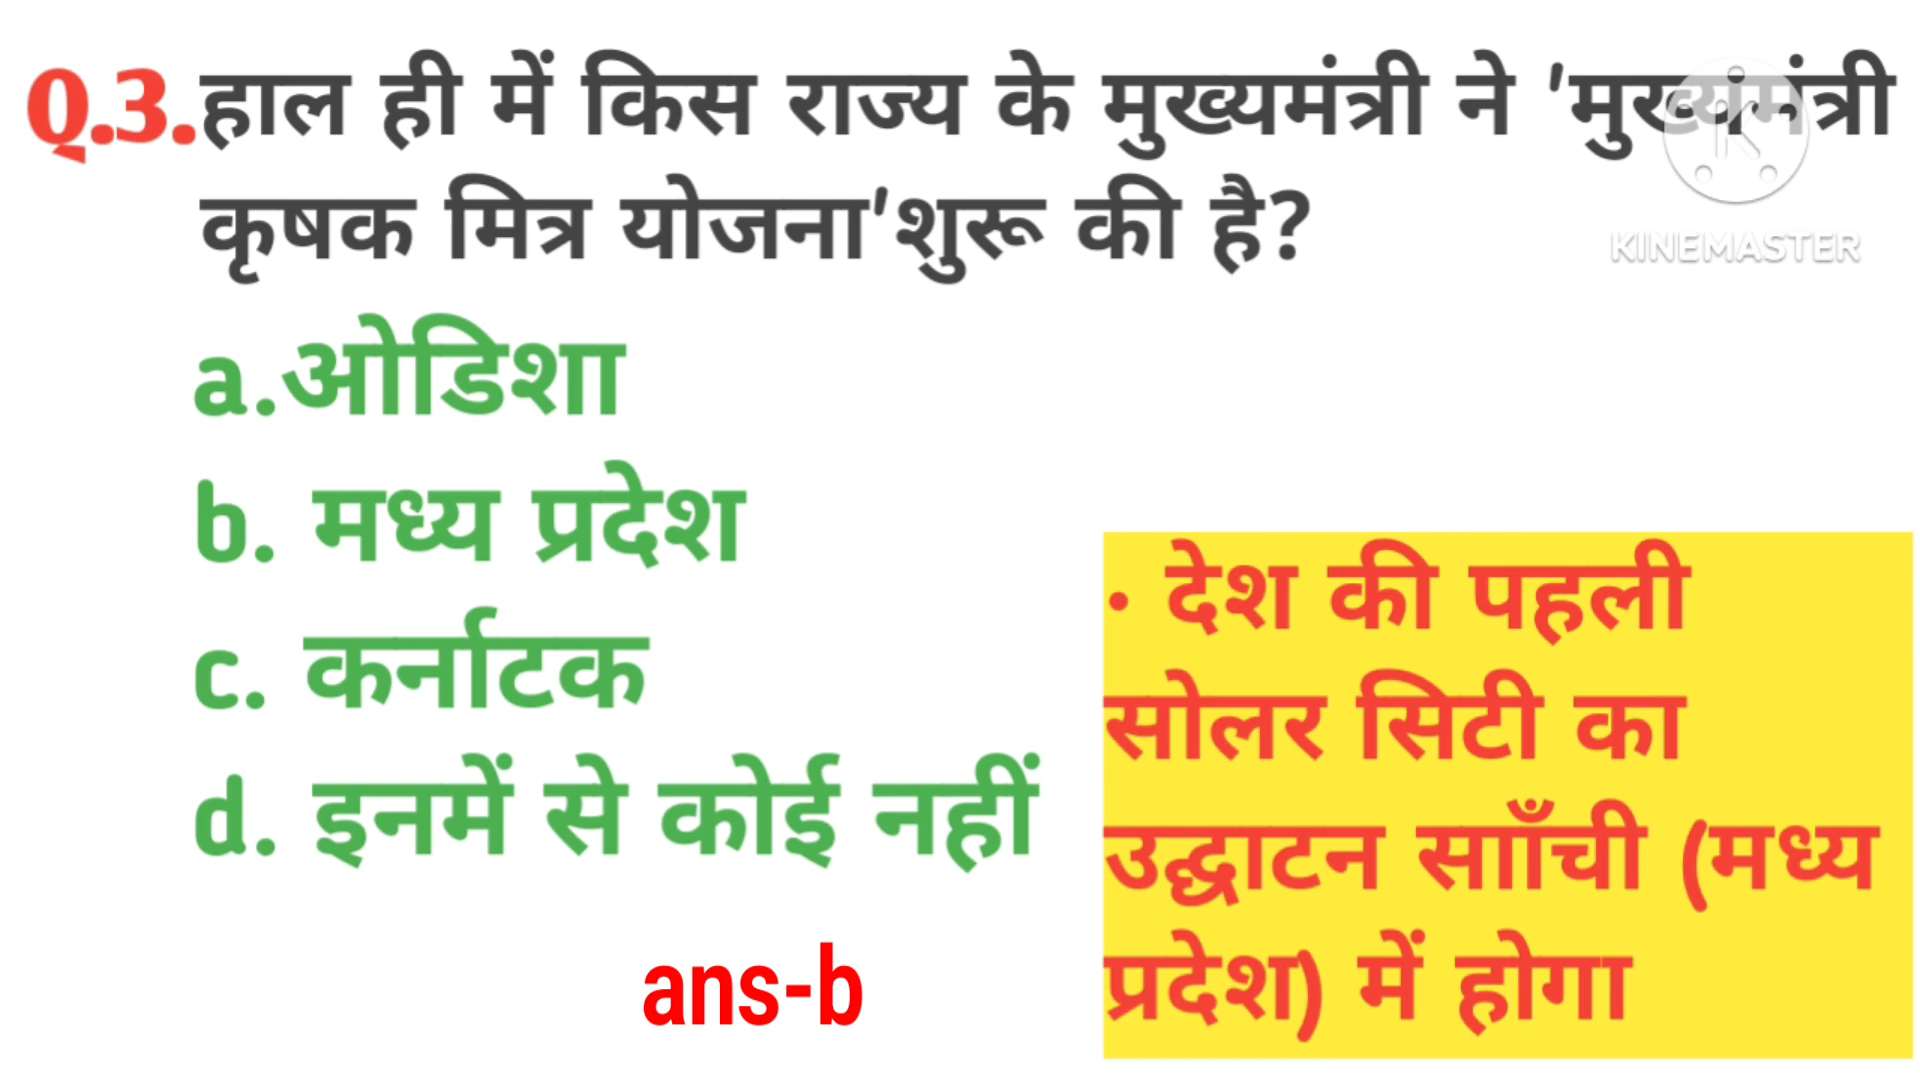 Q.3.हाल ही में किस राज्य के मुख्यमंत्री ने 'मुख्यमंत्री
कृषक मित्र योजना'शुरू की है?
KINEMASTER
a.ओडिशा
b. मध्य प्रदेश
c. कर्नाटक
d. इनमें से कोई नहीं
ans-b
• देश की पहली
सोलर सिटी का
उद्घाटन सााँची (मध्य
प्रदेश) में होगा